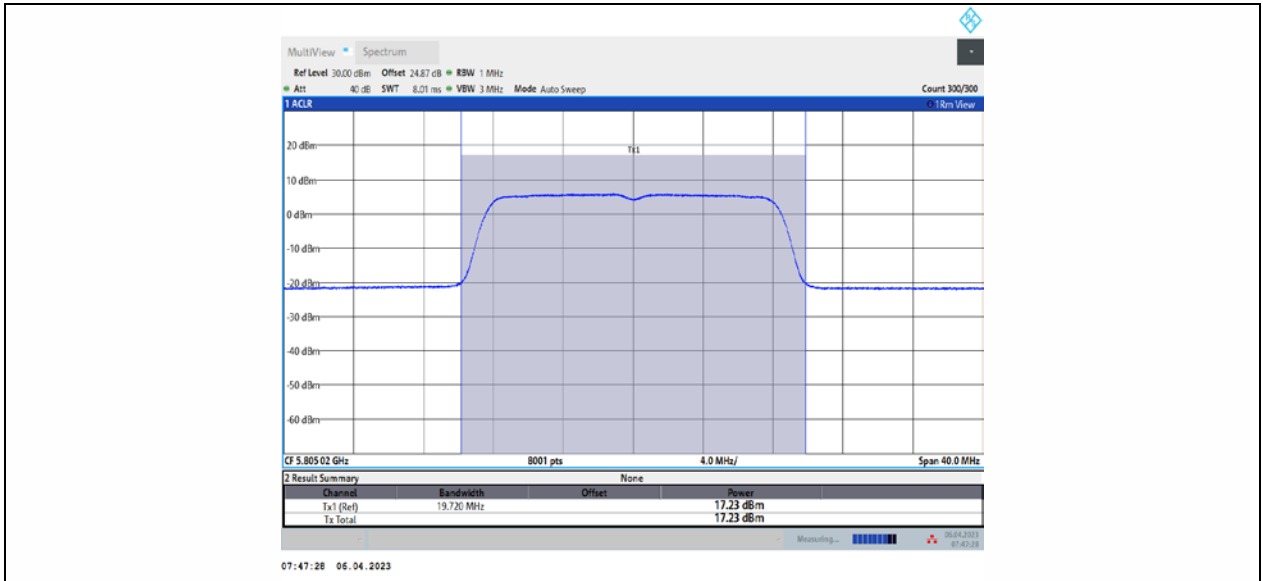 MultiView Spectrum
Ref Level 30.00 dBm Offset 24.87 dB RBW 1 MHz
Att 40 dB SWT 8.01 ms VBW 3 MHz Mode Auto Sweep Count 300/300
1 ACLR 1Rm View
Tx1
20 dBm
10 dBm
0 dBm
-10 dBm
-20 dBm
-30 dBm
-40 dBm
-50 dBm
-60 dBm
CF 5.805 02 GHz 8001 pts 4.0 MHz/ Span 40.0 MHz
2 Result Summary None
Channel Bandwidth Offset Power
Tx1 (Ref) 19.720 MHz 17.23 dBm
Tx Total 17.23 dBm
Measuring... 06.04.2023
07:47:28
07:47:28 06.04.2023